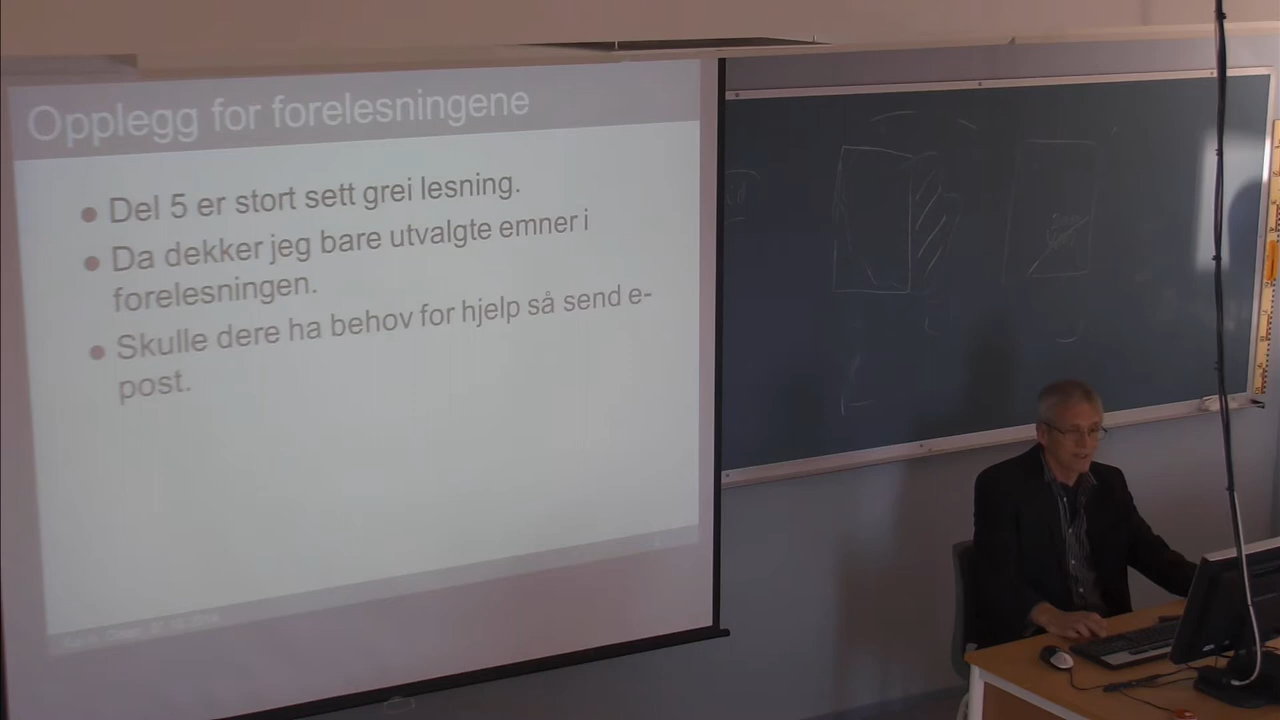 Opplegg for forelesningene
Del 5 er stort sett grei lesning.
Da dekker jeg bare utvalgte emner i
forelesningen.
Skulle dere ha behov for hjelp så send e-
post.